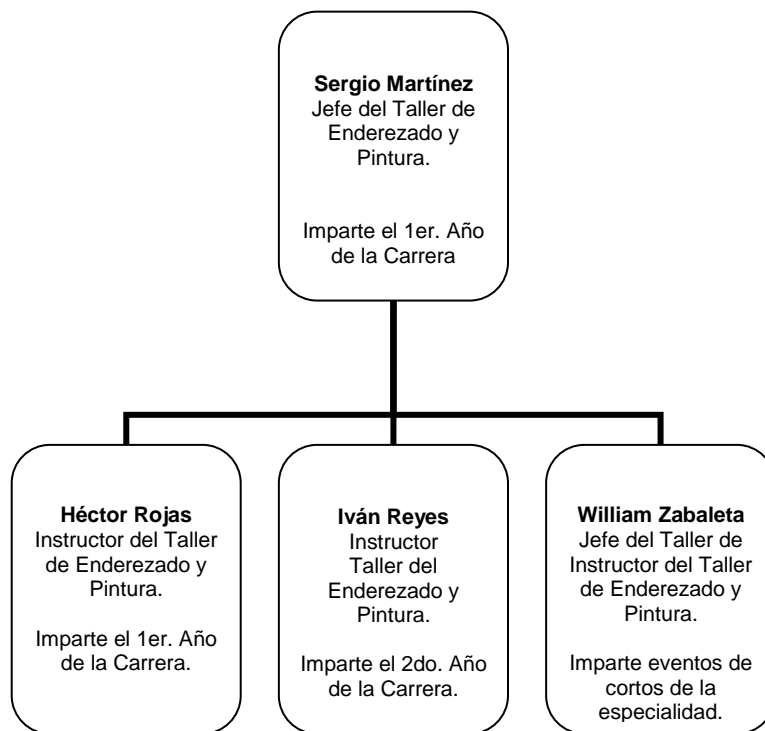 Sergio Martínez
Jefe del Taller de
Enderezado y
Pintura.
Imparte el 1er. Año
de la Carrera
Héctor Rojas
Instructor del Taller
de Enderezado y
Pintura.
Imparte el 1er. Año
de la Carrera.
Iván Reyes
Instructor
Taller del
Enderezado y
Pintura.
Imparte el 2do. Año
de la Carrera.
William Zabaleta
Jefe del Taller de
Instructor del Taller
de Enderezado y
Pintura.
Imparte eventos de
cortos de la
especialidad.